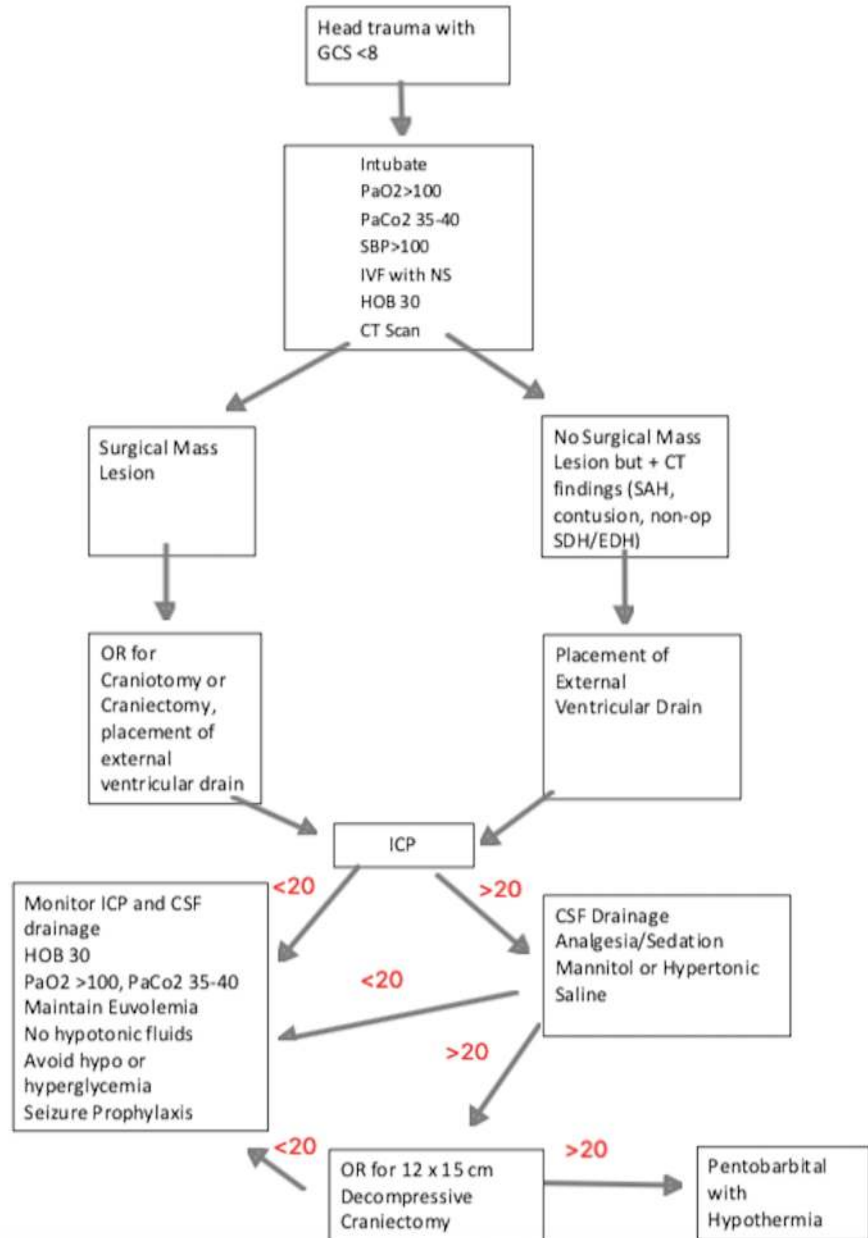 Head trauma with
GCS <8
Intubate
PaO2>100
PaCo2 35-40
SBP>100
IVF with NS
HOB 30
CT Scan
Surgical Mass
Lesion
No Surgical Mass
Lesion but + CT
findings (SAH,
contusion, non-op
SDH/EDH)
OR for
Craniotomy or
Craniectomy,
placement of
external
ventricular drain
Placement of
External
Ventricular Drain
ICP
<20
>20
Monitor ICP and CSF
drainage
HOB 30
PaO2 >100, PaCo2 35-40
Maintain Euvolemia
No hypotonic fluids
Avoid hypo or
hyperglycemia
Seizure Prophylaxis
CSF Drainage
Analgesia/Sedation
Mannitol or Hypertonic
Saline
<20
>20
<20
OR for 12 x 15 cm
Decompressive
Craniectomy
>20
Pentobarbital
with
Hypothermia